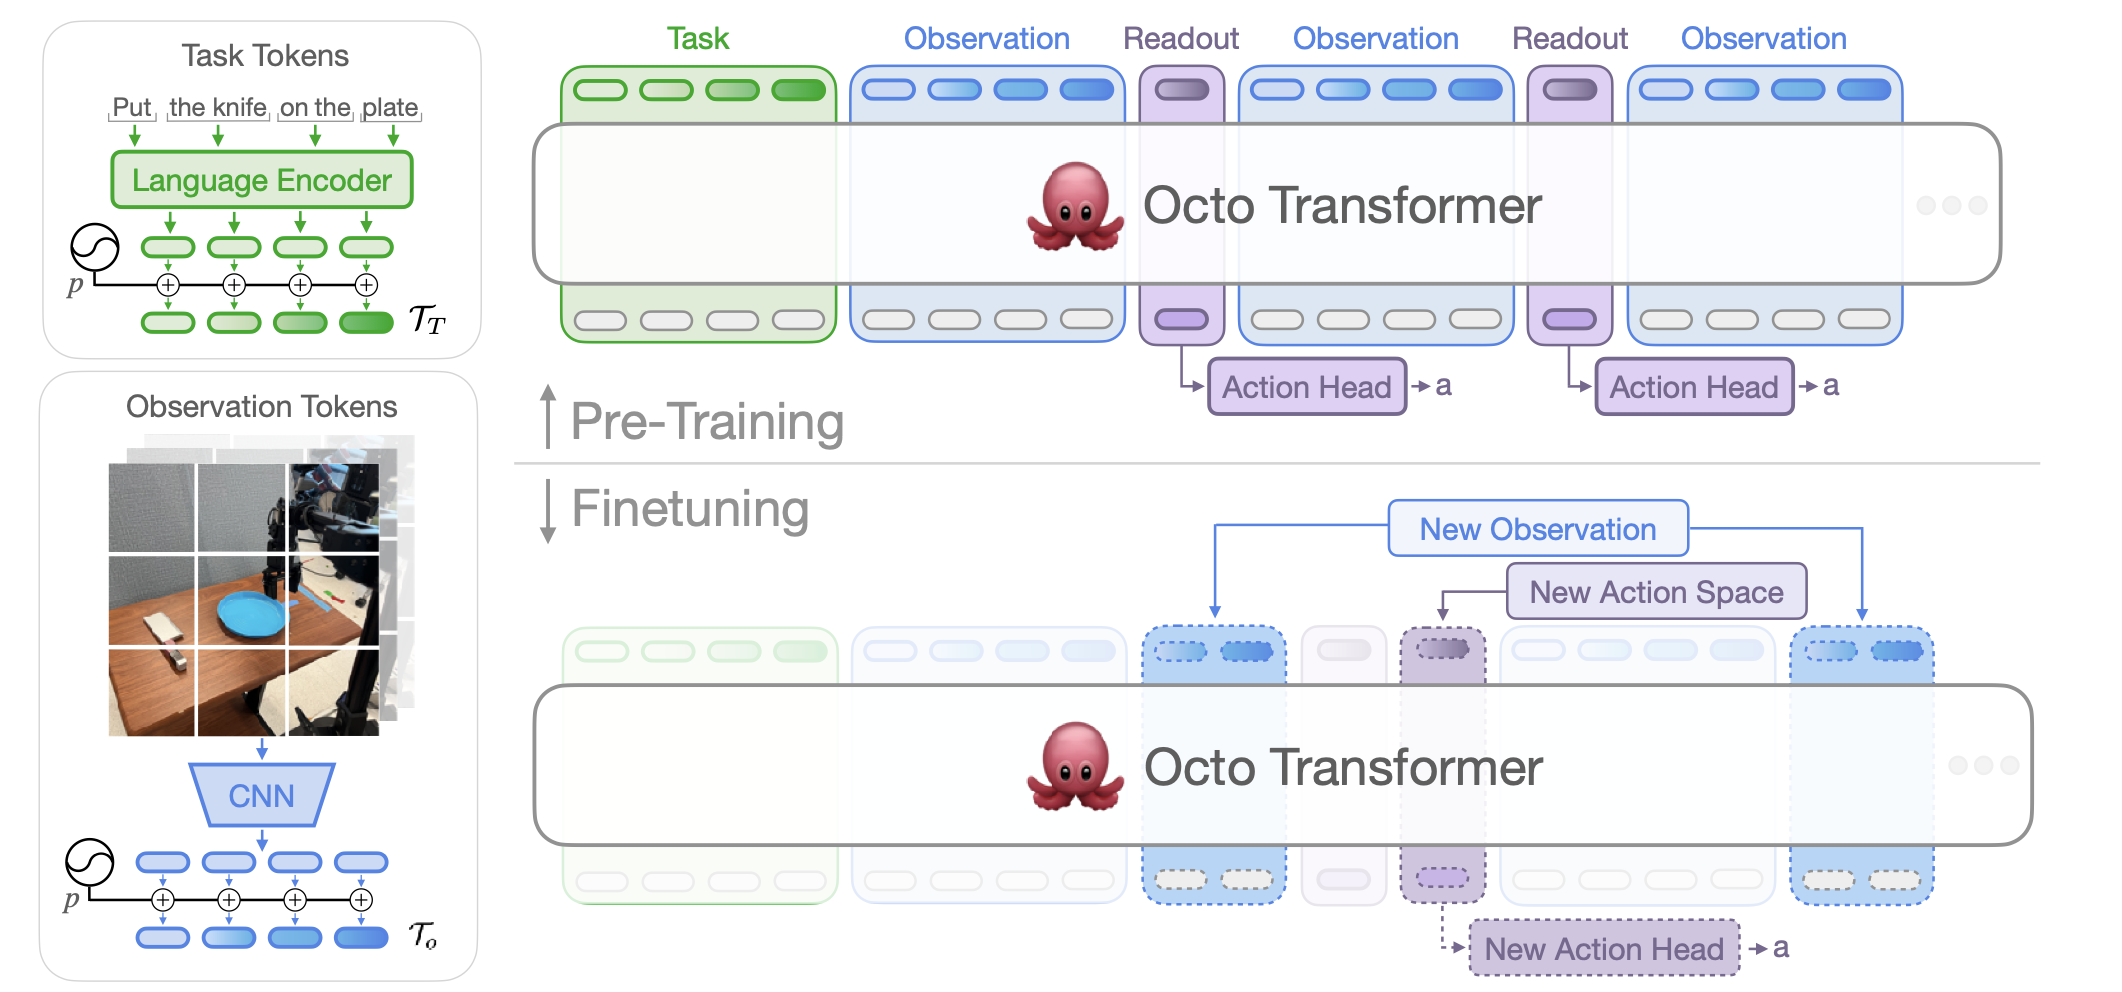 Task Tokens
Put the knife on the plate
Language Encoder
p
𝒯_T
Observation Tokens
CNN
p
𝒯_o
Task Observation Readout Observation Readout Observation
Octo Transformer
Action Head a Action Head a
Pre-Training
Finetuning
New Observation
New Action Space
Octo Transformer
New Action Head a